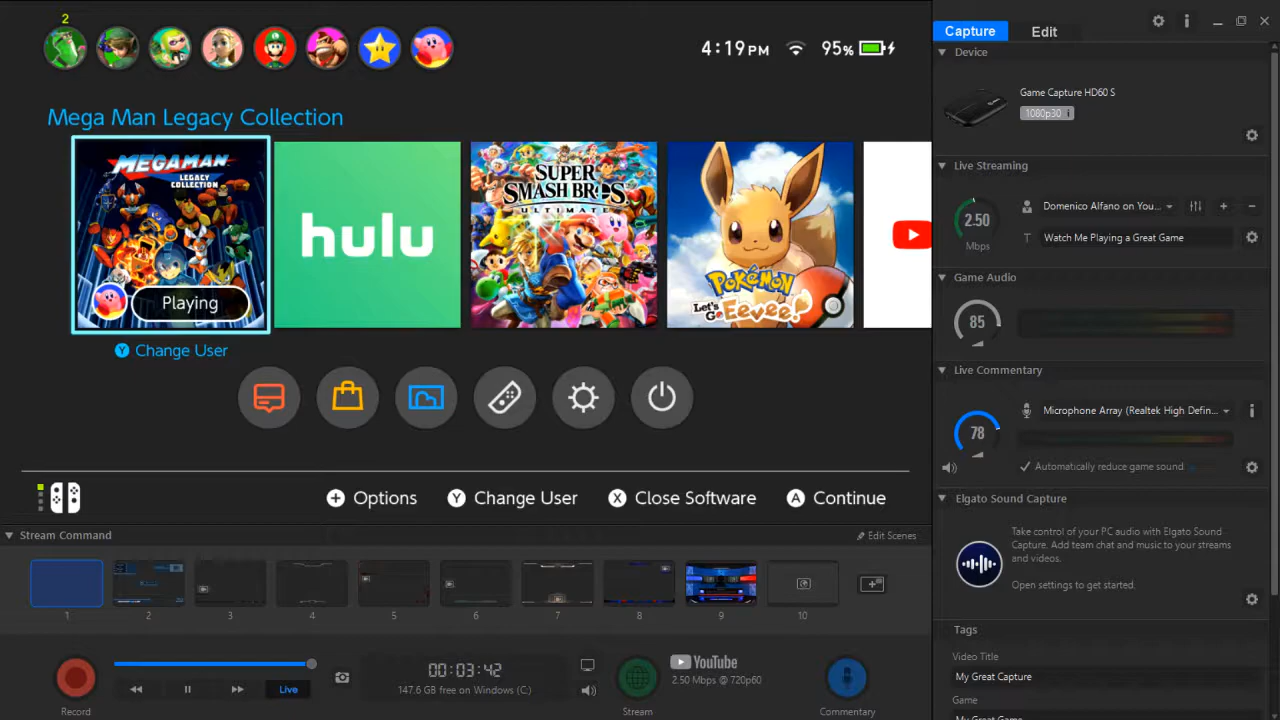 2
4:19 PM
95%
Mega Man Legacy Collection
MEGAMAN
LEGACY
COLLECTION
Playing
hulu
SUPER
SMASH BROS.
ULTIMATE
POKÉMON
Let's Go
Eevee!
Y Change User
+ Options
Y Change User
X Close Software
A Continue
Capture
Edit
Device
Game Capture HD60 S
1080p30 i
Live Streaming
2.50
Mbps
Domenico Alfano on You...
T Watch Me Playing a Great Game
Game Audio
85
Live Commentary
78
Microphone Array (Realtek High Defin...
Automatically reduce game sound
Elgato Sound Capture
Take control of your PC audio with Elgato Sound
Capture. Add team chat and music to your streams
and videos.
Open settings to get started.
Tags
Video Title
My Great Capture
Game
My Great Game
Stream Command
Edit Scenes
1
2
3
4
5
6
7
8
9
10
Record
Live
00:03:42
147.6 GB free on Windows (C:)
Stream
YouTube
2.50 Mbps @ 720p60
Commentary